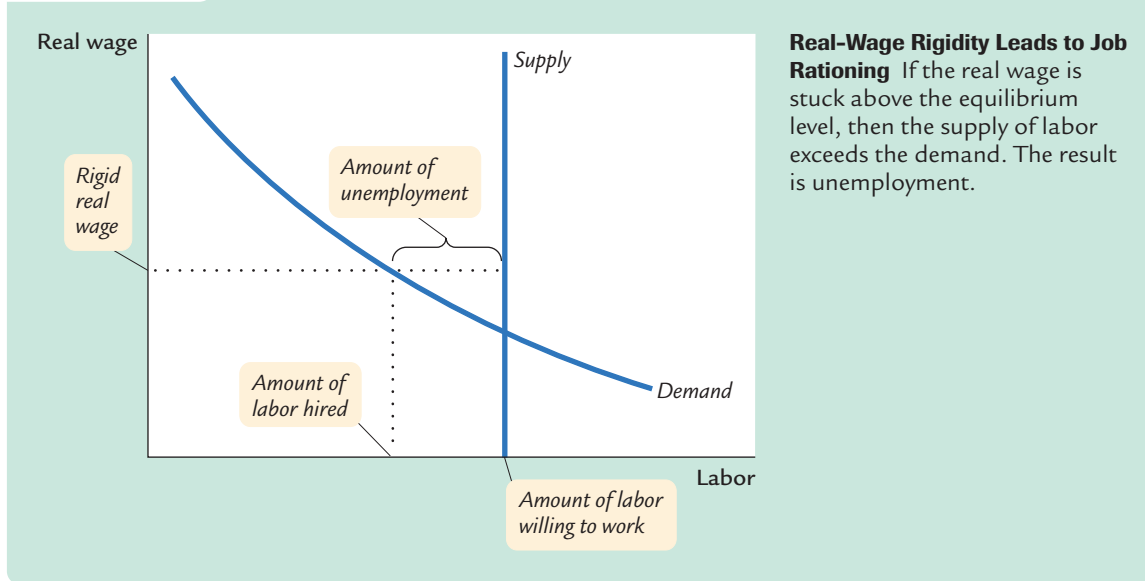 Real wage
Supply
Rigid
real
wage
Amount of
unemployment
Amount of
labor hired
Demand
Labor
Amount of labor
willing to work
Real-Wage Rigidity Leads to Job
Rationing If the real wage is
stuck above the equilibrium
level, then the supply of labor
exceeds the demand. The result
is unemployment.